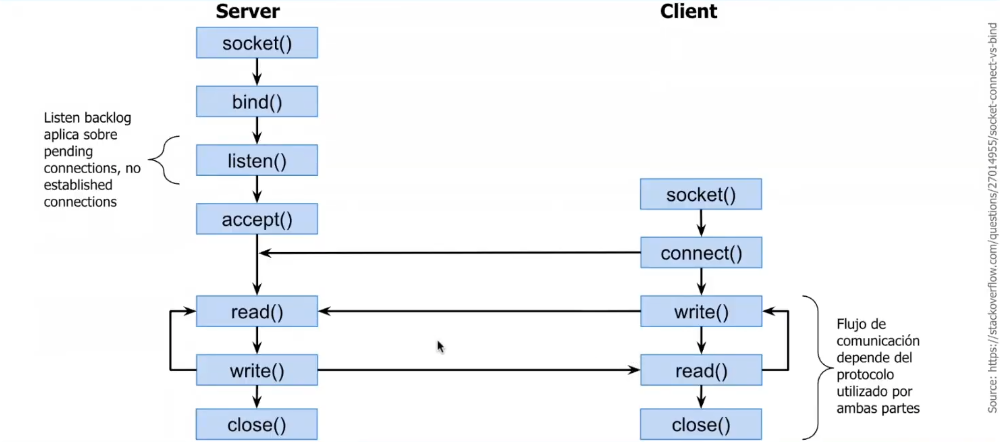 Server
Client
socket()
bind()
Listen backlog
aplica sobre
pending
connections, no
established
connections
listen()
accept()
socket()
connect()
read()
write()
write()
read()
close()
close()
Flujo de
comunicación
depende del
protocolo
utilizado por
ambas partes
Source: https://stackoverflow.com/questions/27014955/socket-connect-vs-bind